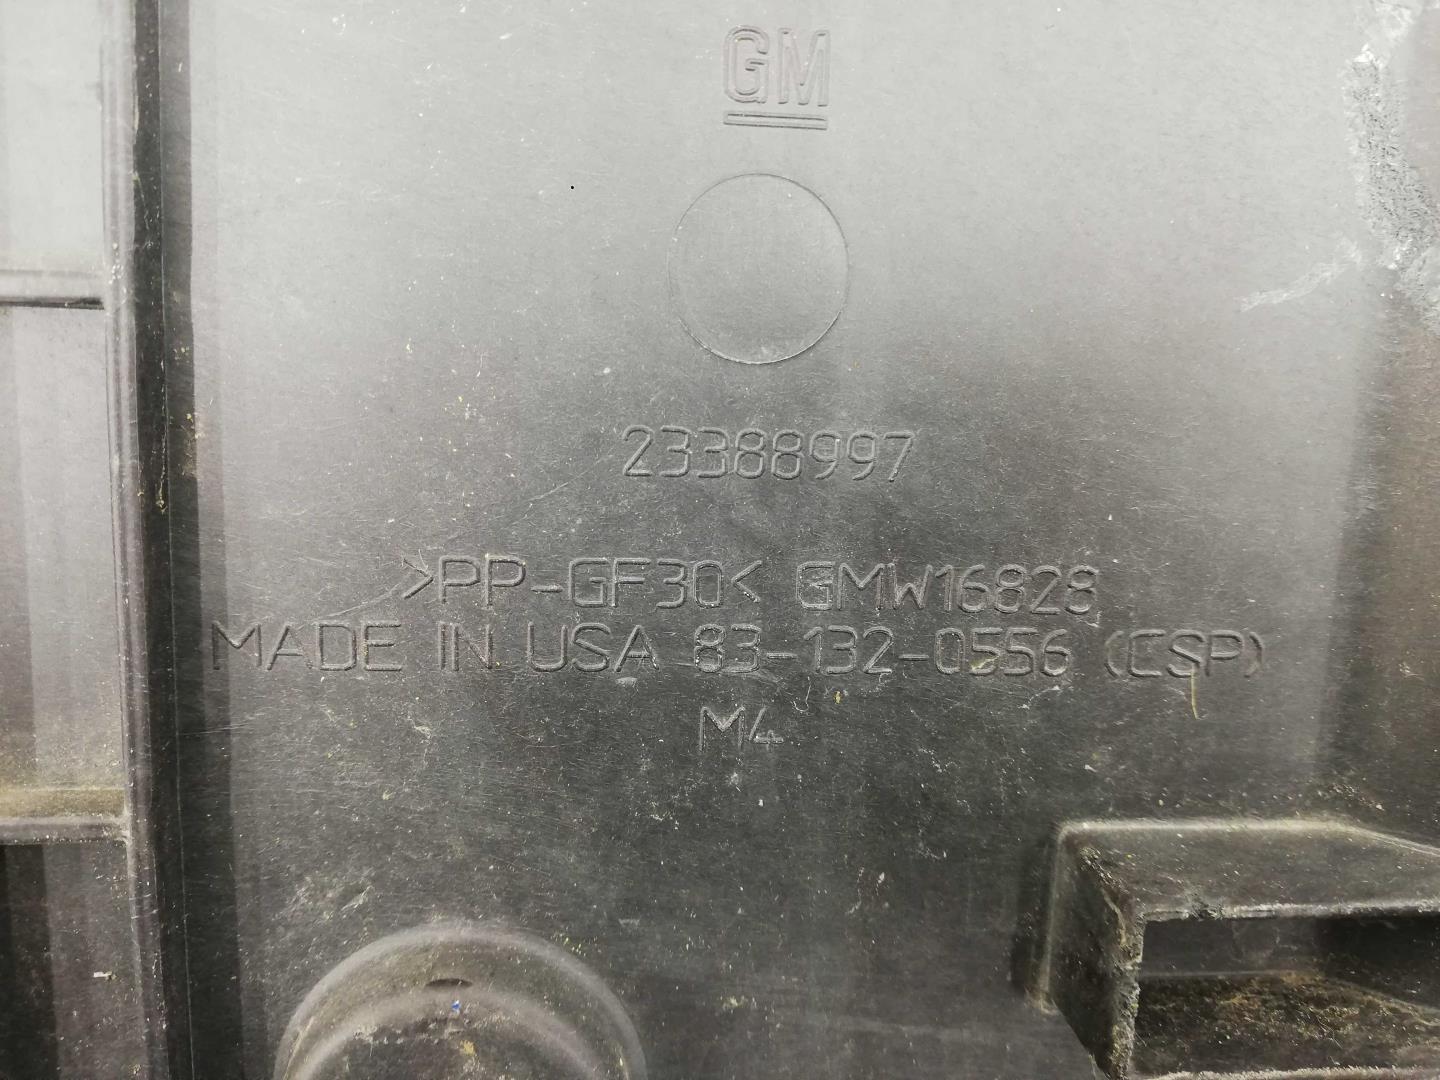 GM
23388997
>PP-GF30< GMW16828
MADE IN USA 83-132-0556 (CSP)
M4